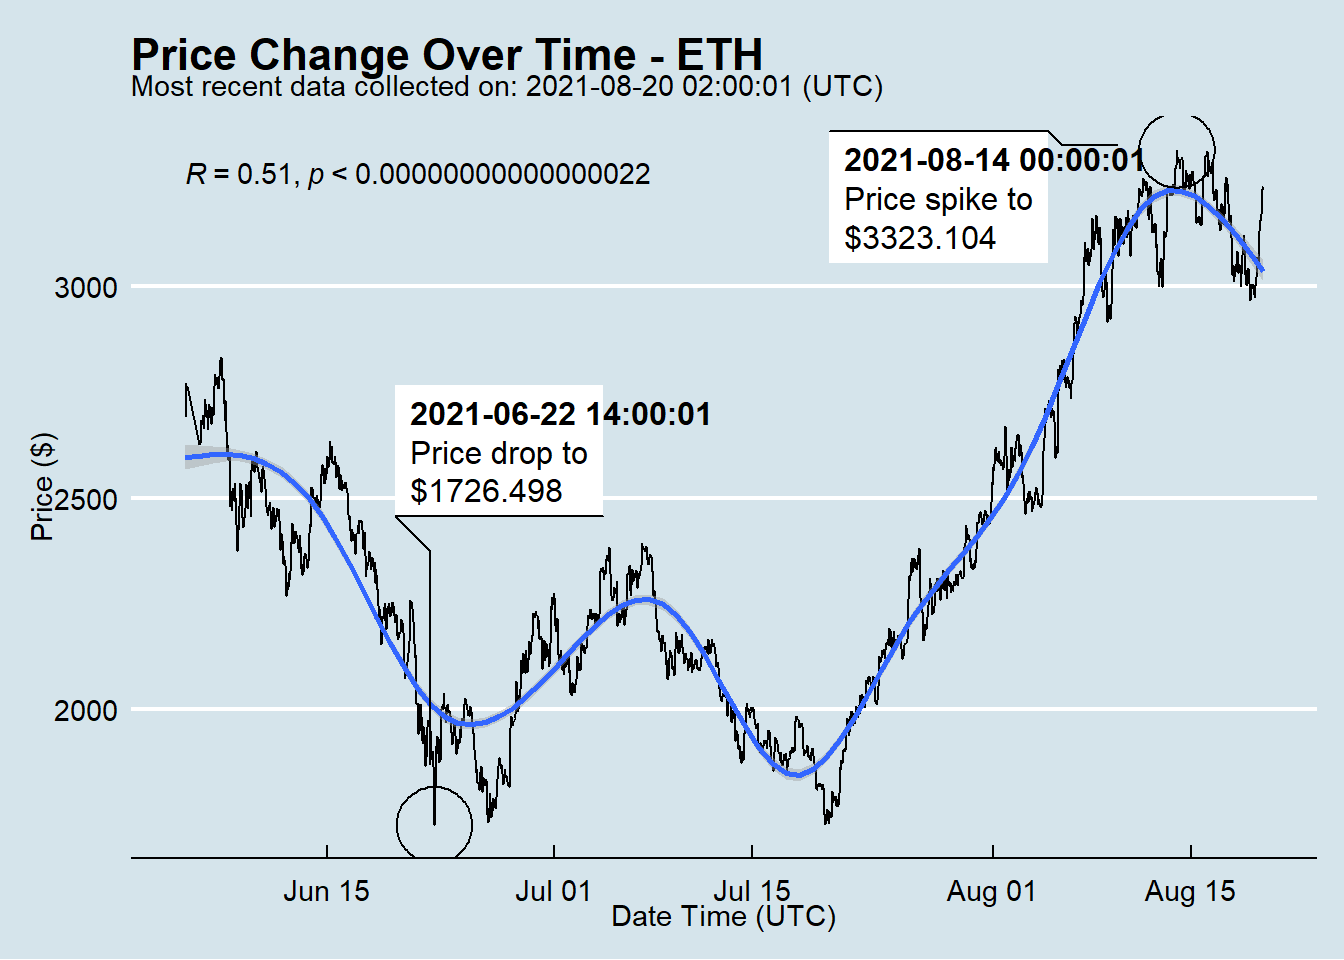 Price Change Over Time - ETH
Most recent data collected on: 2021-08-20 02:00:01 (UTC)
R = 0.51, p < 0.00000000000000022
2021-08-14 00:00:01
Price spike to
$3323.104
2021-06-22 14:00:01
Price drop to
$1726.498
Price ($)
3000
2500
2000
Jun 15
Jul 01
Jul 15
Aug 01
Aug 15
Date Time (UTC)